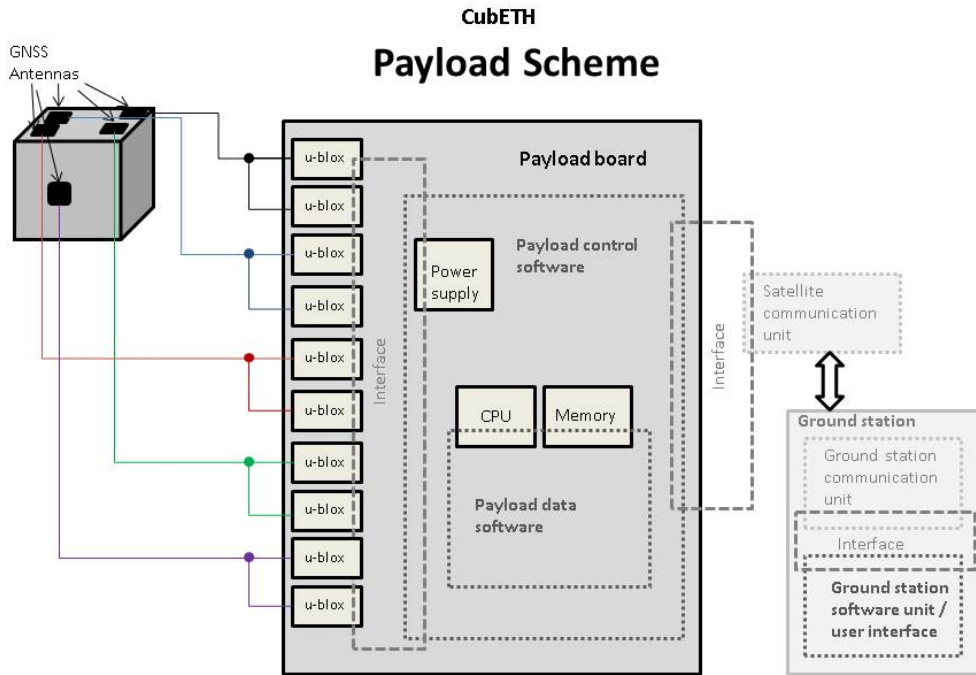 CubETH
Payload Scheme
GNSS
Antennas
Payload board
u-blox
u-blox
u-blox
u-blox
u-blox
u-blox
u-blox
u-blox
u-blox
u-blox
Interface
Payload control
software
Power
supply
CPU
Memory
Payload data
software
Interface
Satellite
communication
unit
Ground station
Ground station
communication
unit
Interface
Ground station
software unit /
user interface